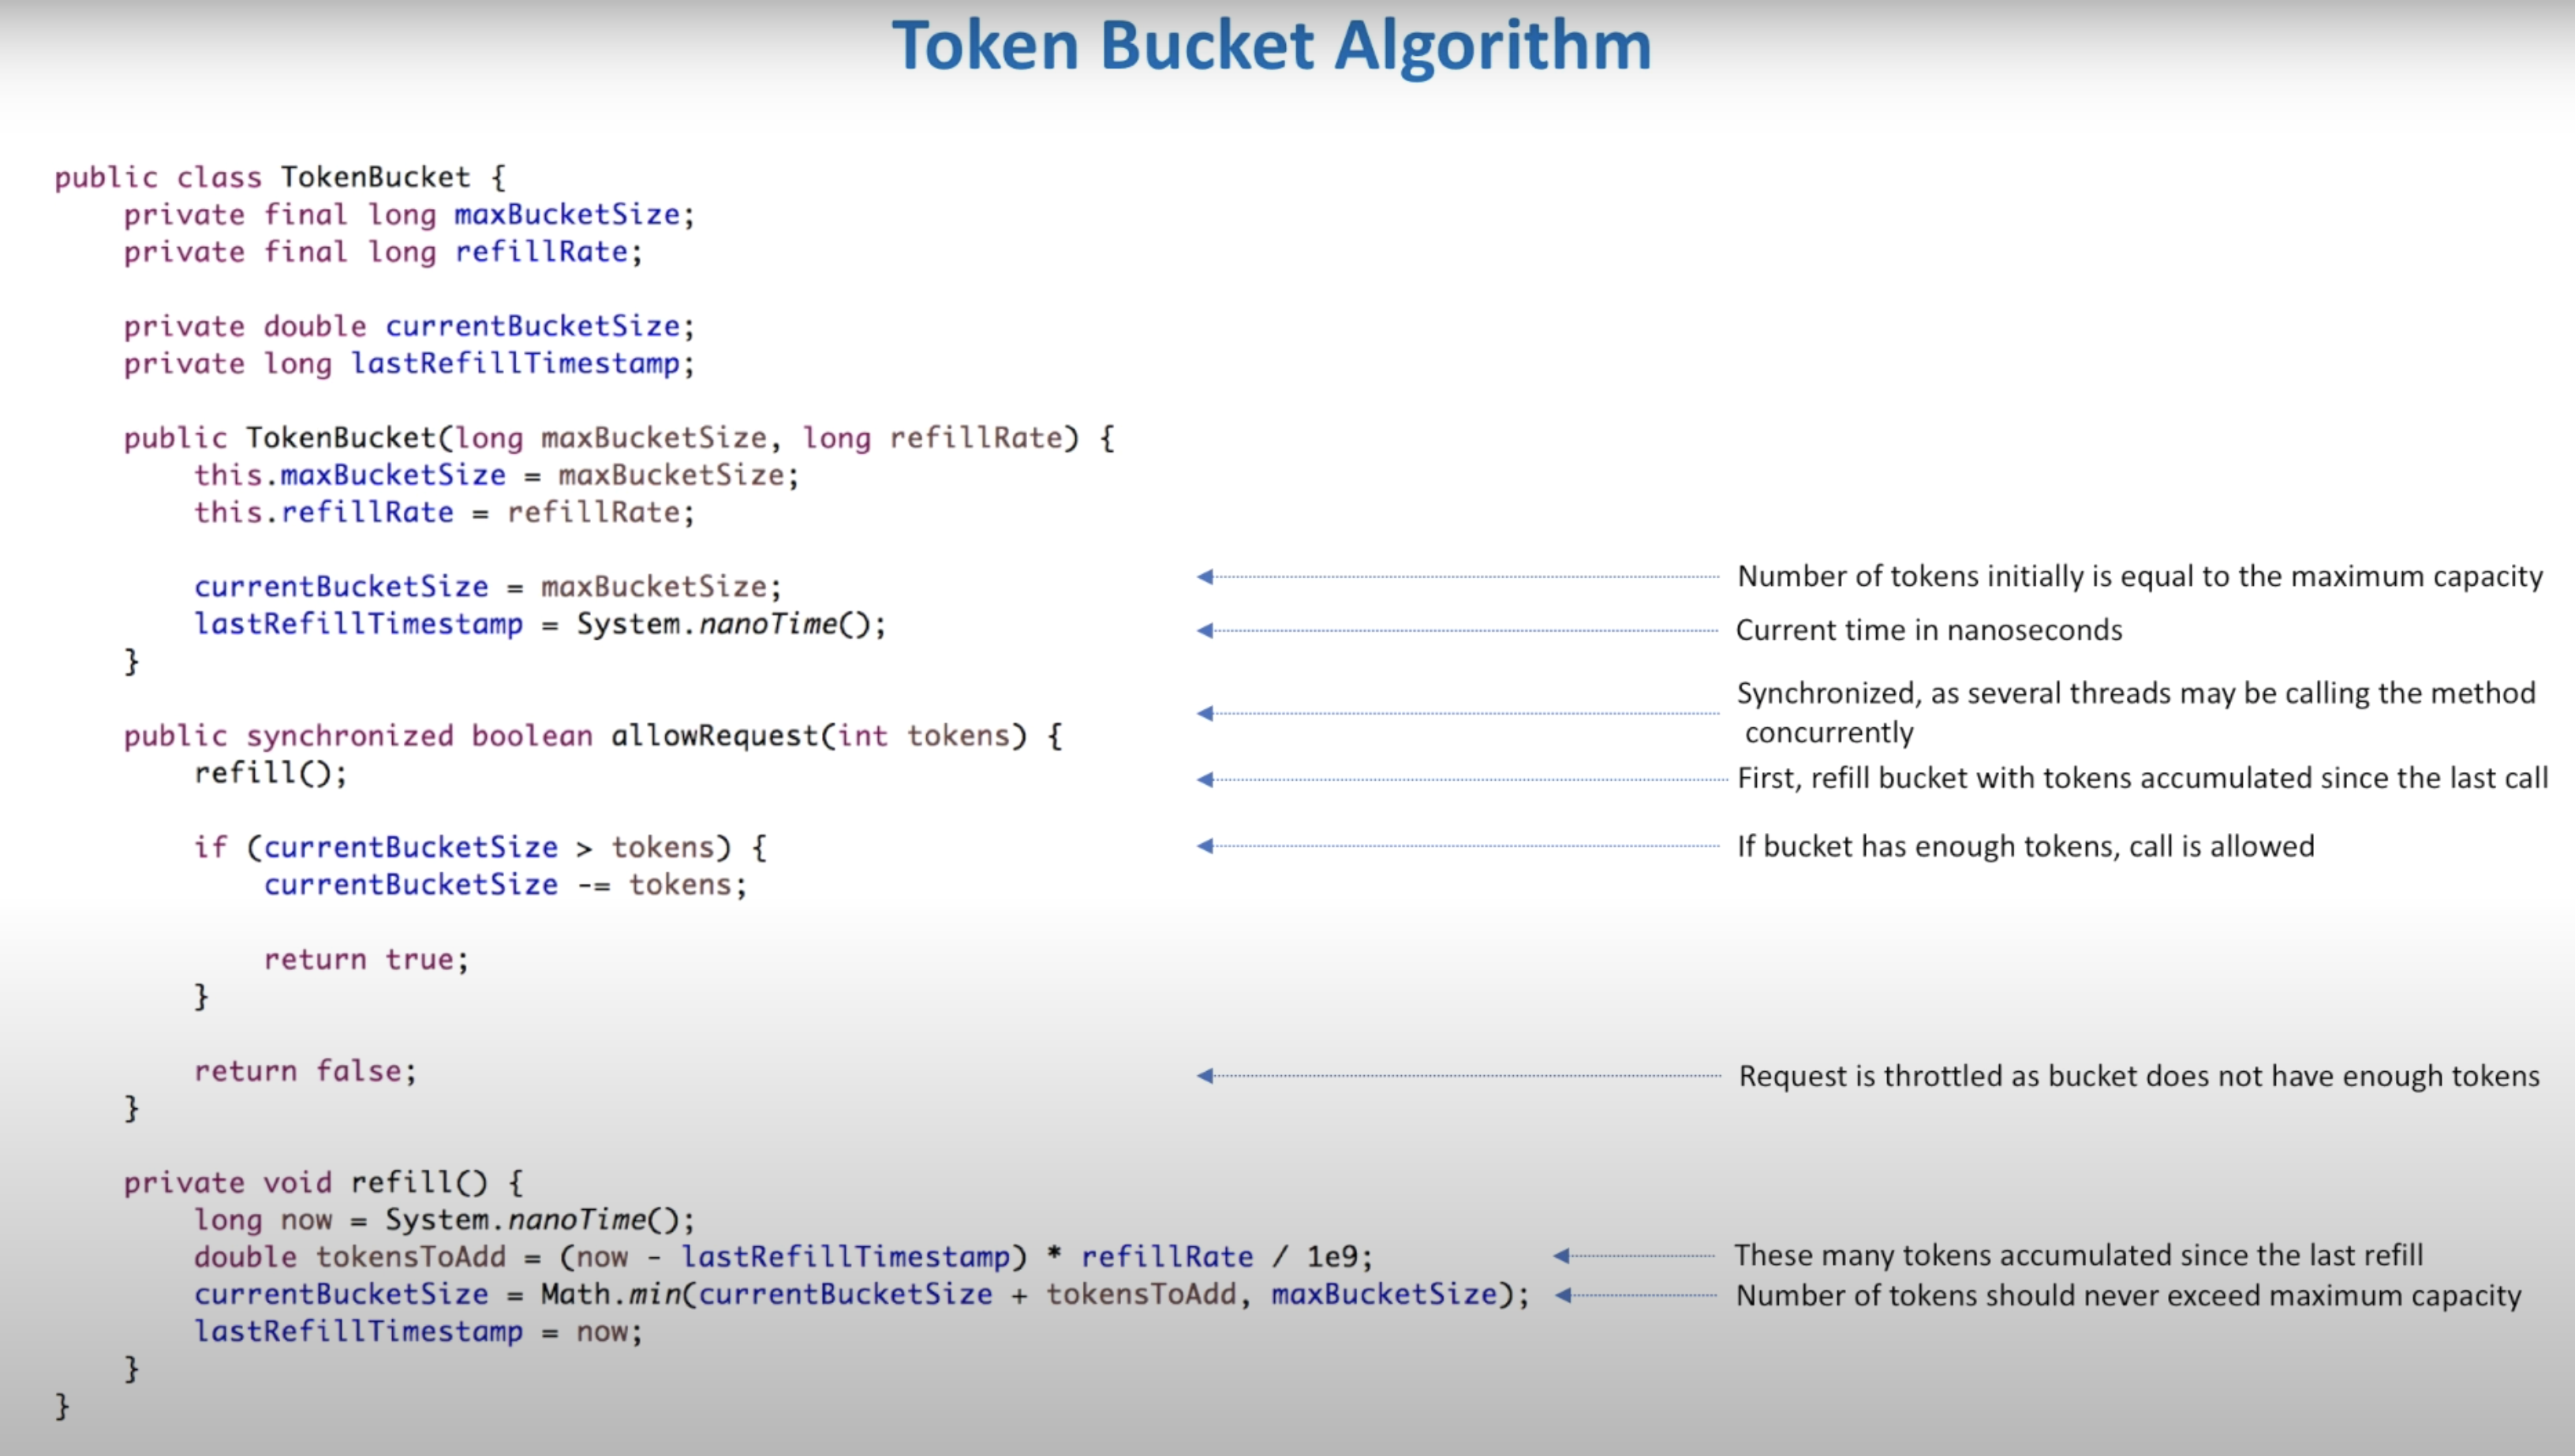 Token Bucket Algorithm
public class TokenBucket {
private final long maxBucketSize;
private final long refillRate;
private double currentBucketSize;
private long lastRefillTimestamp;
public TokenBucket(long maxBucketSize, long refillRate) {
this.maxBucketSize = maxBucketSize;
this.refillRate = refillRate;
currentBucketSize = maxBucketSize;
Number of tokens initially is equal to the maximum capacity
lastRefillTimestamp = System.nanoTime();
Current time in nanoseconds
}
Synchronized, as several threads may be calling the method
concurrently
public synchronized boolean allowRequest(int tokens) {
refill();
First, refill bucket with tokens accumulated since the last call
if (currentBucketSize > tokens) {
If bucket has enough tokens, call is allowed
currentBucketSize -= tokens;
return true;
}
return false;
Request is throttled as bucket does not have enough tokens
}
private void refill() {
long now = System.nanoTime();
double tokensToAdd = (now - lastRefillTimestamp) * refillRate / 1e9;
These many tokens accumulated since the last refill
currentBucketSize = Math.min(currentBucketSize + tokensToAdd, maxBucketSize);
Number of tokens should never exceed maximum capacity
lastRefillTimestamp = now;
}
}